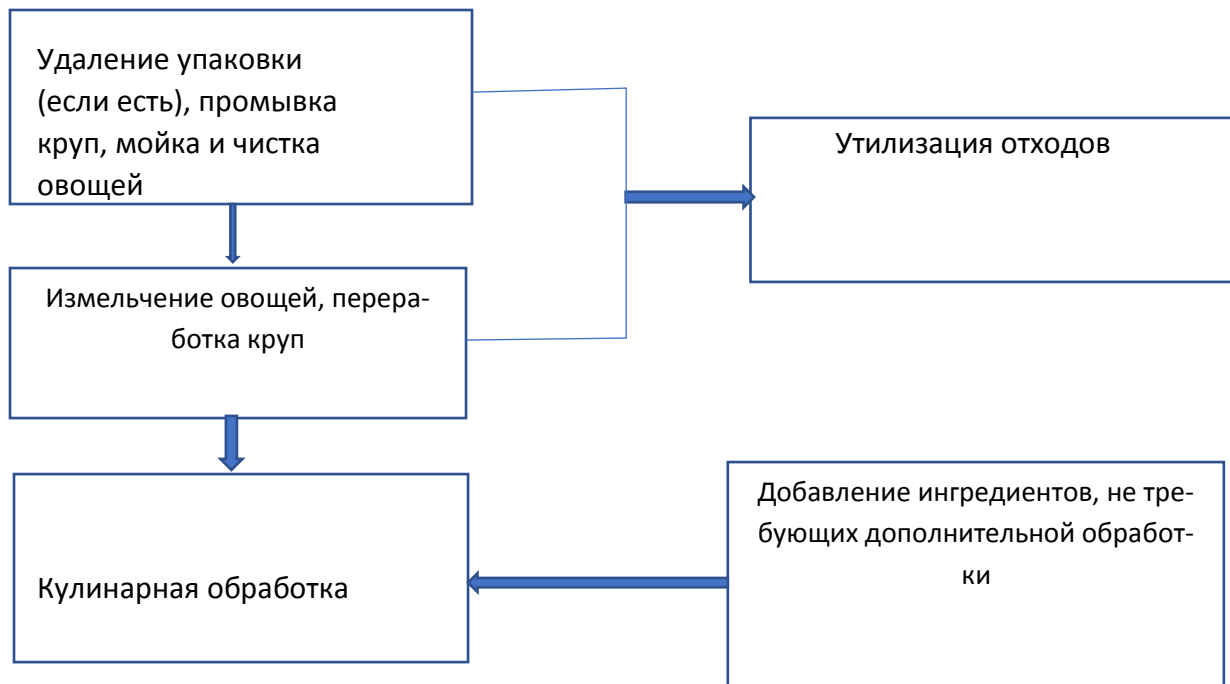 Удаление упаковки
(если есть), промывка
круп, мойка и чистка
овощей
Утилизация отходов
Измельчение овощей, перера-
ботка круп
Кулинарная обработка
Добавление ингредиентов, не тре-
бующих дополнительной обработ-
ки